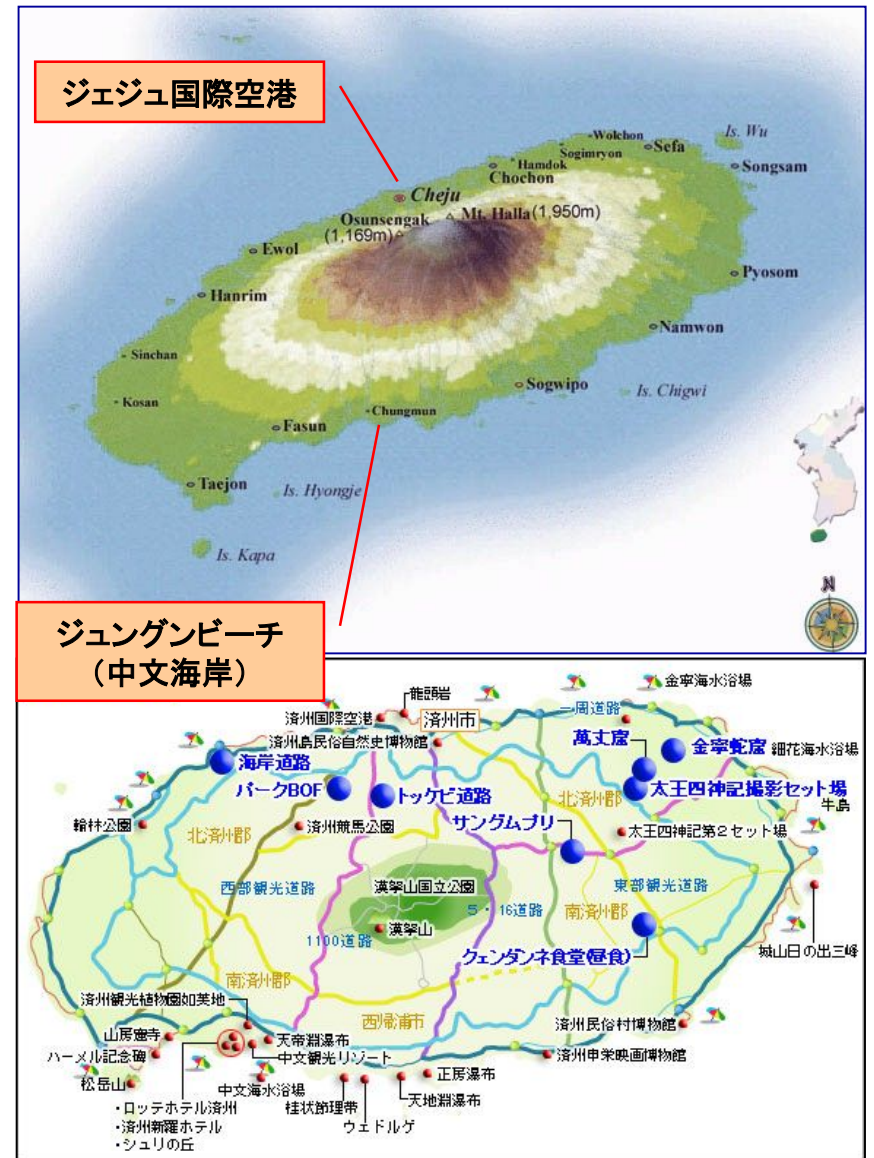 ジェジュ国際空港
Is. Wu
Wolchon
Sefa
Sogimryon
Hamdok
Songsam
Chochon
Cheju
Mt. Halla (1,950m)
Osunsengak
(1,169m)
Ewol
Pyosom
Hanrim
Namwon
Sinchan
Sogwipo
Is. Chigwi
Kosan
Chungmun
Fasun
Taejon
Is. Hyongje
Is. Kapa
N
ジュングンビーチ
（中文海岸）
龍頭岩
金寧海水浴場
済州国際空港
済州市
一周道路
済州島民俗自然史博物館
萬丈窟
金寧蛇窟
細花海水浴場
海岸道路
パークBOF
トッケビ道路
北済州郡
太王四神記撮影セット場
牛島
翰林公園
北済州郡
済州競馬公園
サングムブリ
太王四神記第2セット場
西部観光道路
漢拏山国立公園
東部観光道路
5・16道路
南済州郡
漢拏山
1100道路
クェンダンネ食堂(昼食)
城山日の出三峰
南済州郡
済州観光植物園如美地
西帰浦市
済州民俗村博物館
山房窟寺
天帝淵瀑布
ハーメル記念碑
中文観光リゾート
済州申栄映画博物館
松岳山
中文海水浴場
正房瀑布
・ロッテホテル済州
柱状節理帯
天地淵瀑布
・済州新羅ホテル
ウェドルゲ
・シュリの丘